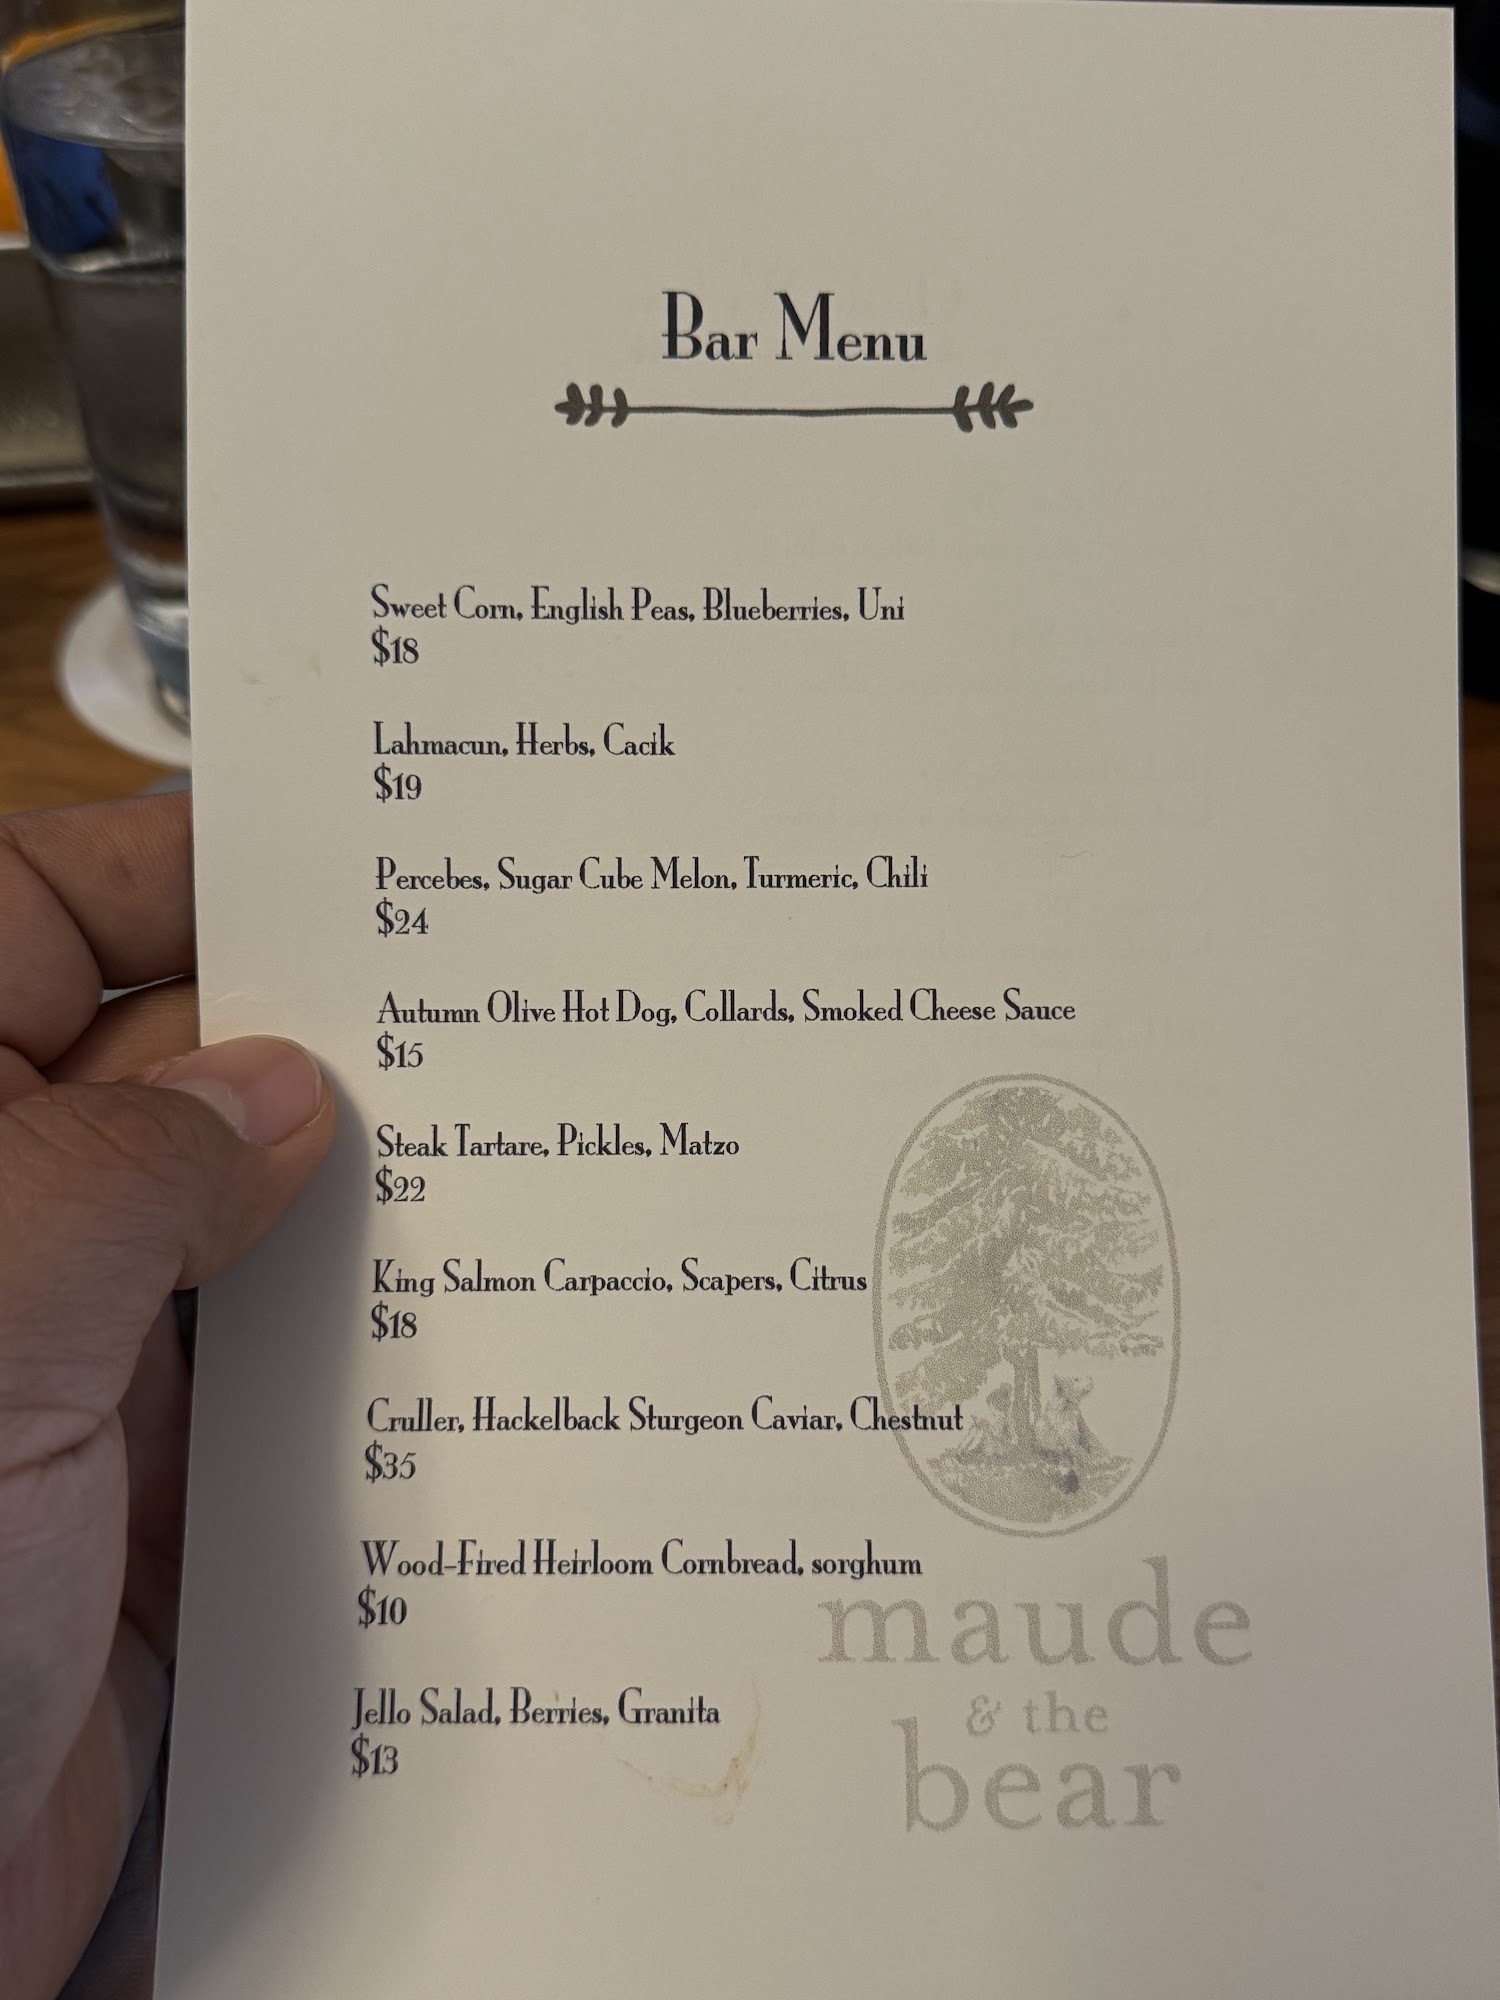 Bar Menu
Sweet Corn, English Peas, Blueberries, Uni
$18
Lahmacun, Herbs, Cacik
$19
Percebes, Sugar Cube Melon, Turmeric, Chili
$24
Autumn Olive Hot Dog, Collards, Smoked Cheese Sauce
$15
Steak Tartare, Pickles, Matzo
$22
King Salmon Carpaccio, Scapers, Citrus
$18
Cruller, Hackelback Sturgeon Caviar, Chestnut
$35
Wood-Fired Heirloom Cornbread, sorghum
$10
Jello Salad, Berries, Granita
$13
maude
& the
bear